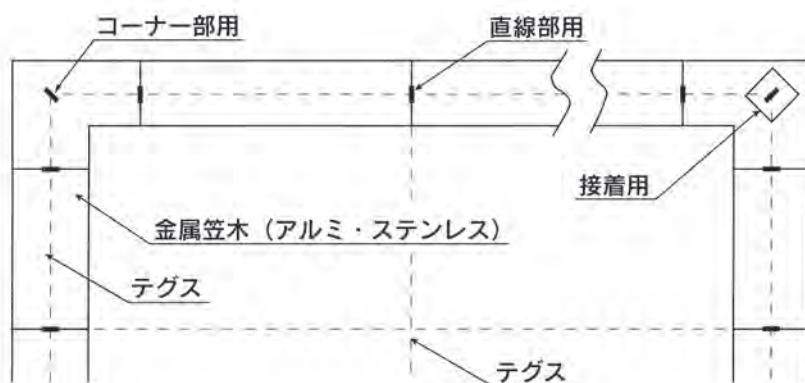 コーナー部用
直線部用
接着用
金属笠木（アルミ・ステンレス）
テグス
テグス